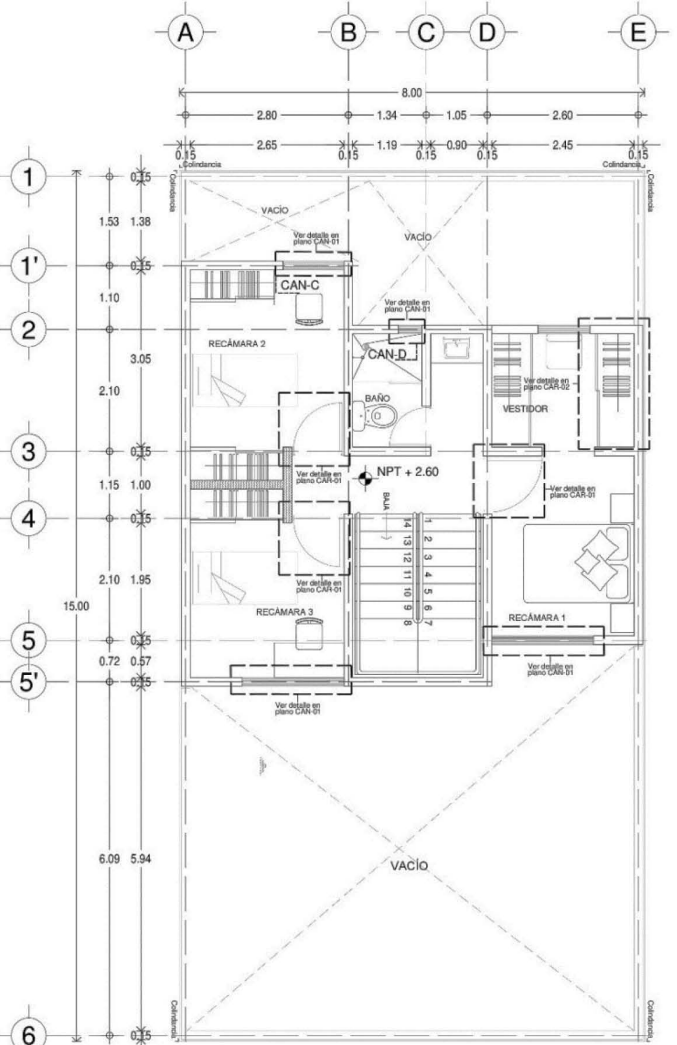 A B C D E
8.00
2.80 1.34 1.05 2.60
2.65 1.19 0.90 2.45
0.15 0.15 0.15 0.15 0.15
Colindancia Colindancia
Colindancia Colindancia
1
0.15
1.53 1.38
VACÍO
VACÍO
Ver detalle en
plano CAN-01
1'
0.15
CAN-C
1.10
Ver detalle en
plano CAN-01
2
RECÁMARA 2
3.05
CAN-D
Ver detalle en
plano CAR-02
2.10
BAÑO
VESTIDOR
3
0.15
Ver detalle en
plano CAR-01
NPT + 2.60
1.15 1.00
Ver detalle en
plano CAR-01
BAJA
4
0.15
14 1
13 2
12 3
11 4
10 5
9 6
8 7
2.10 1.95
Ver detalle en
plano CAR-01
15.00
RECÁMARA 3
RECÁMARA 1
5
0.15
0.72 0.57
Ver detalle en
plano CAN-01
5'
0.15
Ver detalle en
plano CAN-01
6.09 5.94
VACÍO
Colindancia Colindancia
6
0.15